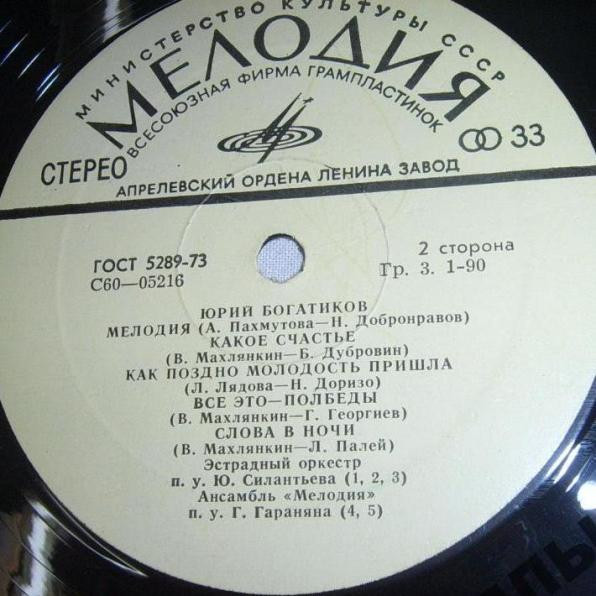 МИНИСТЕРСТВО КУЛЬТУРЫ СССР
МЕЛОДИЯ
ВСЕСОЮЗНАЯ ФИРМА ГРАМПЛАСТИНОК
СТЕРЕО
33
АПРЕЛЕВСКИЙ ОРДЕНА ЛЕНИНА ЗАВОД
ГОСТ 5289-73
2 сторона
С60—05216
Гр. 3. 1-90
ЮРИЙ БОГАТИКОВ
МЕЛОДИЯ (А. Пахмутова—Н. Добронравов)
КАКОЕ СЧАСТЬЕ
(В. Махлянкин—Б. Дубровин)
КАК ПОЗДНО МОЛОДОСТЬ ПРИШЛА
(Л. Лядова—Н. Доризо)
ВСЕ ЭТО—ПОЛБЕДЫ
(В. Махлянкин—Г. Георгиев)
СЛОВА В НОЧИ
(В. Махлянкин—Л. Палей)
Эстрадный оркестр
п. у. Ю. Силантьева (1, 2, 3)
Ансамбль «Мелодия»
п. у. Г. Гараняна (4, 5)